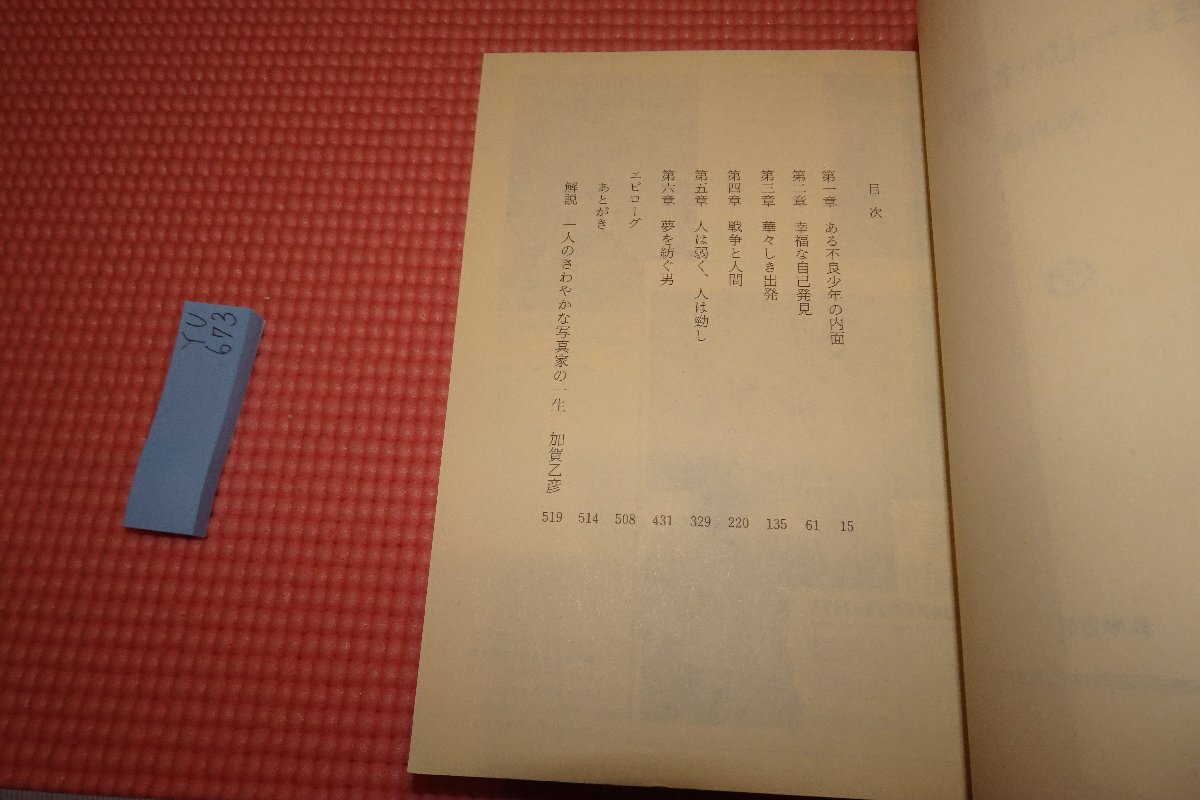 目次
第一章 ある不良少年の内面 15
第二章 幸福な自己発見 61
第三章 華々しき出発 135
第四章 戦争と人間 220
第五章 人は弱く、人は勁し 329
第六章 夢を紡ぐ男 431
エピローグ 508
あとがき 514
解説 一人のさわやかな写真家の一生 加賀乙彦 519
YU
673